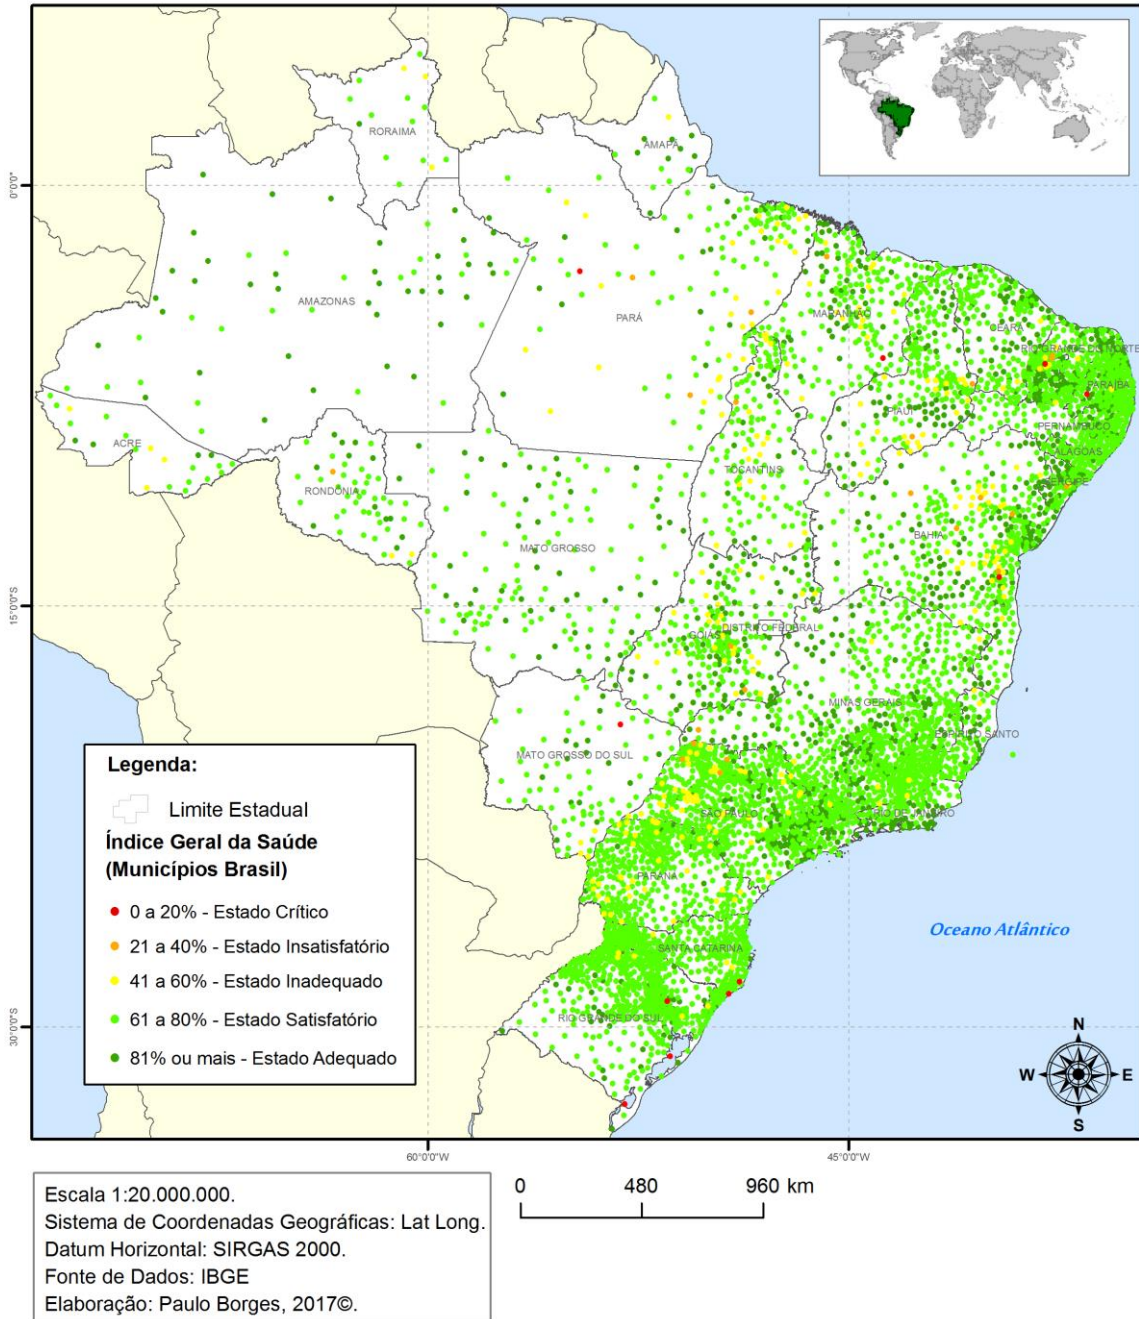 RORAIMA
AMAPÁ
0°0'0"
AMAZONAS
PARÁ
MARANHÃO
CEARÁ
RIO GRANDE DO NORTE
PARAÍBA
PIAUÍ
PERNAMBUCO
ALAGOAS
ACRE
TOCANTINS
SERGIPE
RONDÔNIA
BAHIA
MATO GROSSO
15°0'0"S
DISTRITO FEDERAL
GOIÁS
MINAS GERAIS
ESPÍRITO SANTO
MATO GROSSO DO SUL
SÃO PAULO
RIO DE JANEIRO
PARANÁ
SANTA CATARINA
RIO GRANDE DO SUL
30°0'0"S
Oceano Atlântico
Legenda:
Limite Estadual
Índice Geral da Saúde
(Municípios Brasil)
0 a 20% - Estado Crítico
21 a 40% - Estado Insatisfatório
41 a 60% - Estado Inadequado
61 a 80% - Estado Satisfatório
81% ou mais - Estado Adequado
N
W E
S
60°0'0"W 45°0'0"W
0 480 960 km
Escala 1:20.000.000.
Sistema de Coordenadas Geográficas: Lat Long.
Datum Horizontal: SIRGAS 2000.
Fonte de Dados: IBGE
Elaboração: Paulo Borges, 2017©.